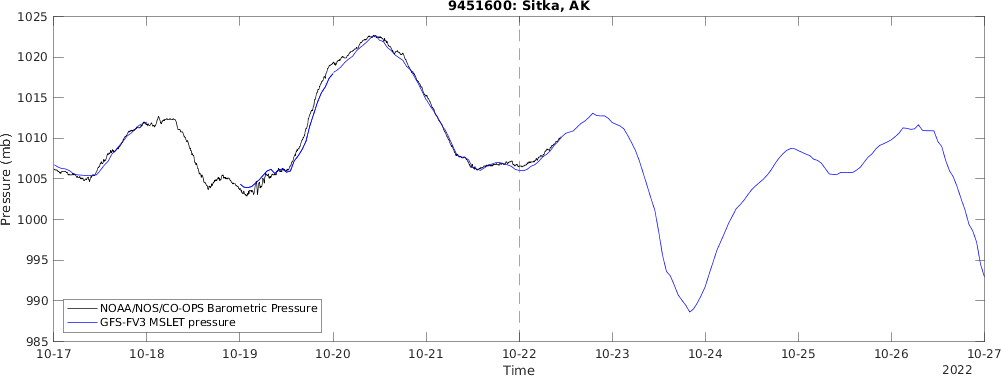 9451600: Sitka, AK
Pressure (mb)
1025
1020
1015
1010
1005
1000
995
990
985
NOAA/NOS/CO-OPS Barometric Pressure
GFS-FV3 MSLET pressure
10-17 10-18 10-19 10-20 10-21 10-22 10-23 10-24 10-25 10-26 10-27
Time
2022